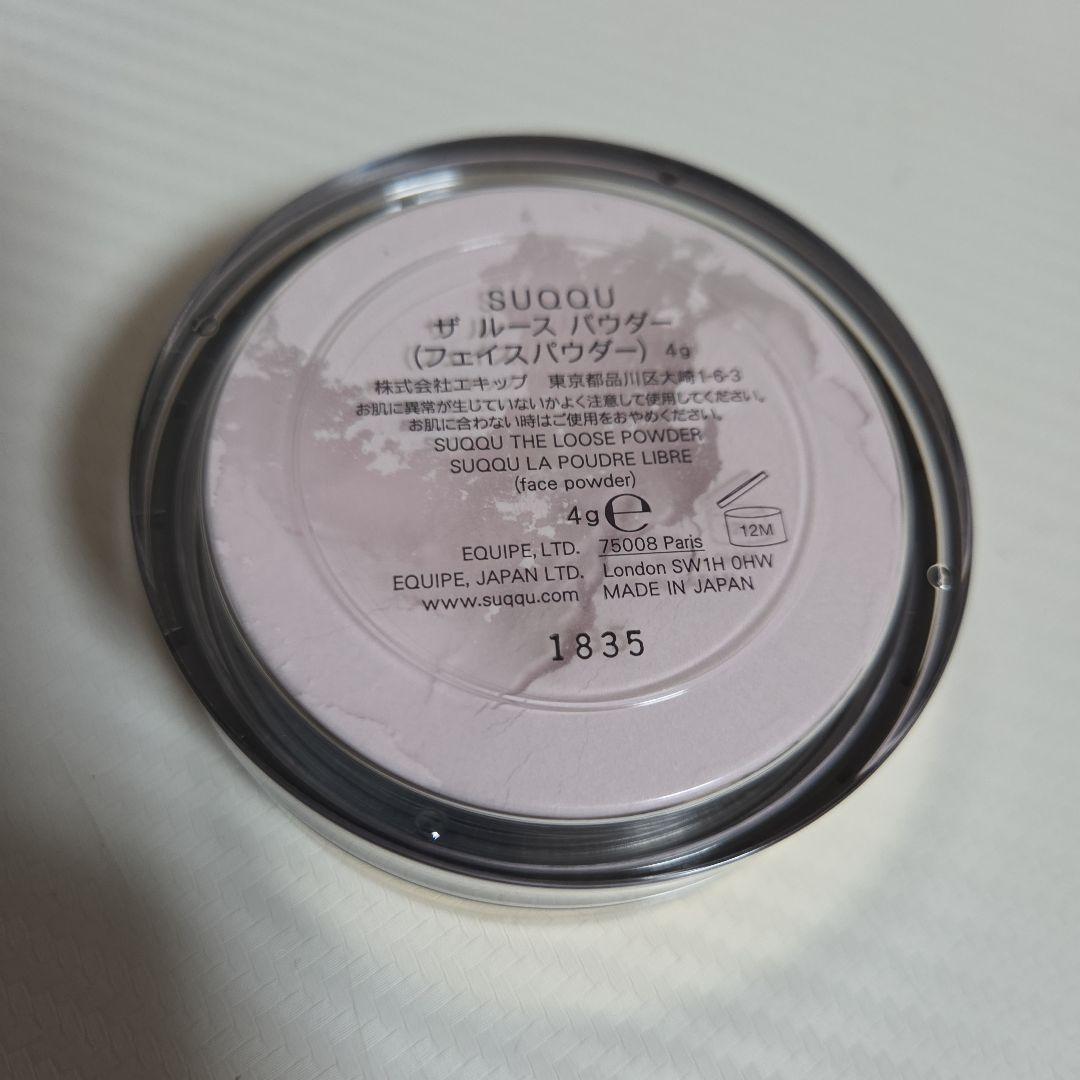 SUQQU
ザ ルース パウダー
(フェイスパウダー) 4g
株式会社エキップ 東京都品川区大崎1-6-3
お肌に異常が生じていないかよく注意して使用してください。
お肌に合わない時はご使用をおやめください。
SUQQU THE LOOSE POWDER
SUQQU LA POUDRE LIBRE
(face powder)
4g ℮
12M
EQUIPE, LTD. 75008 Paris
EQUIPE, JAPAN LTD. London SW1H 0HW
www.suqqu.com MADE IN JAPAN
1835